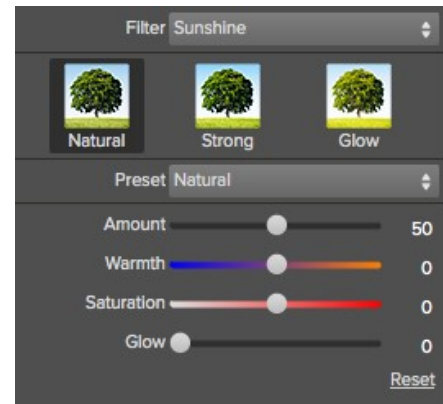 Filter Sunshine
Natural Strong Glow
Preset Natural
Amount 50
Warmth 0
Saturation 0
Glow 0
Reset